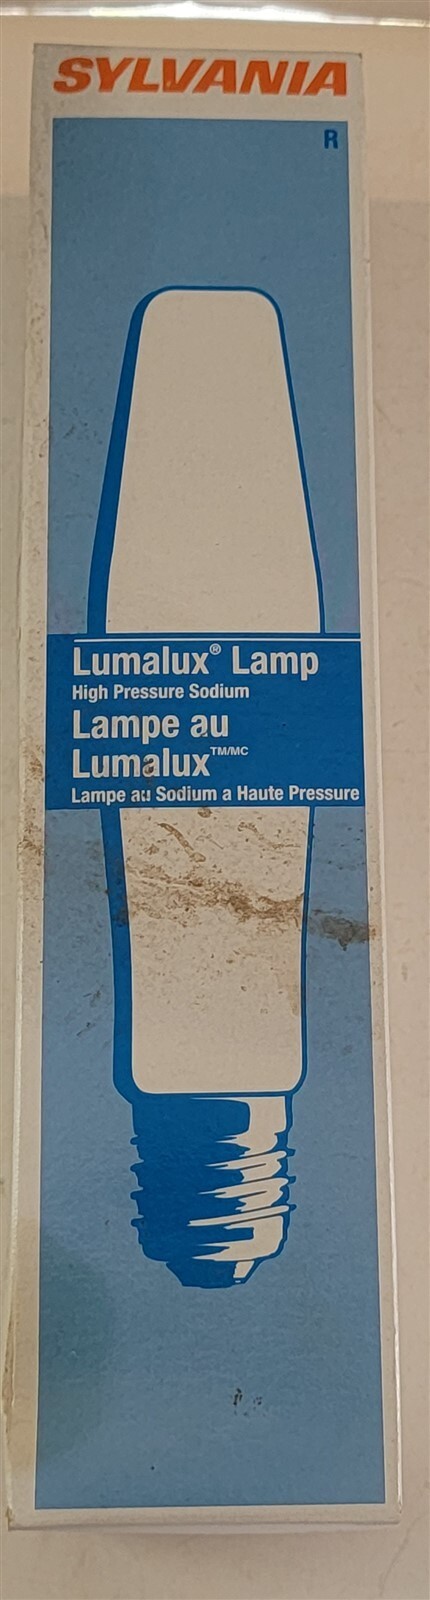 SYLVANIA
R
Lumalux® Lamp
High Pressure Sodium
Lampe au
Lumalux™/MC
Lampe au Sodium a Haute Pressure